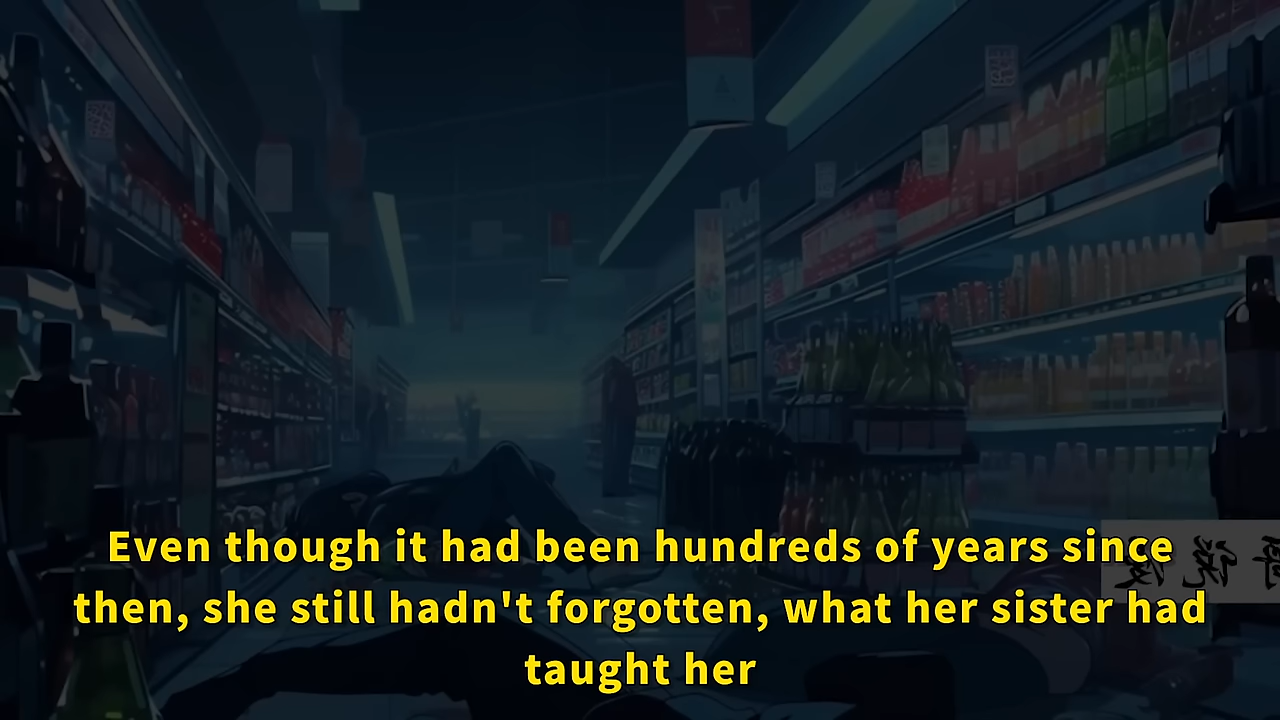 Even though it had been hundreds of years since
then, she still hadn't forgotten, what her sister had
taught her